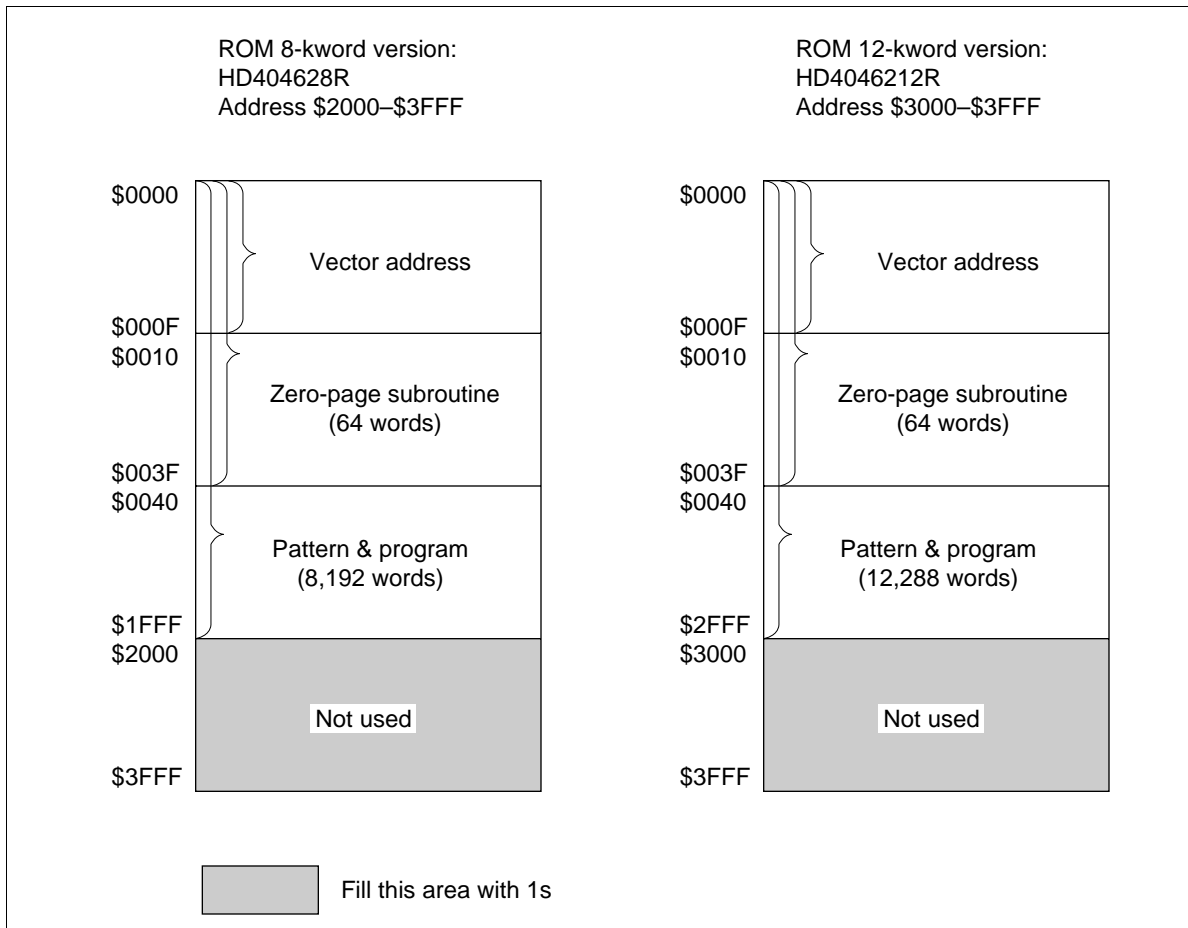 ROM 8-kword version:
HD404628R
Address $2000–$3FFF
ROM 12-kword version:
HD4046212R
Address $3000–$3FFF
$0000
Vector address
$000F
$0010
Zero-page subroutine
(64 words)
$003F
$0040
Pattern & program
(8,192 words)
$1FFF
$2000
Not used
$3FFF
$0000
Vector address
$000F
$0010
Zero-page subroutine
(64 words)
$003F
$0040
Pattern & program
(12,288 words)
$2FFF
$3000
Not used
$3FFF
Fill this area with 1s